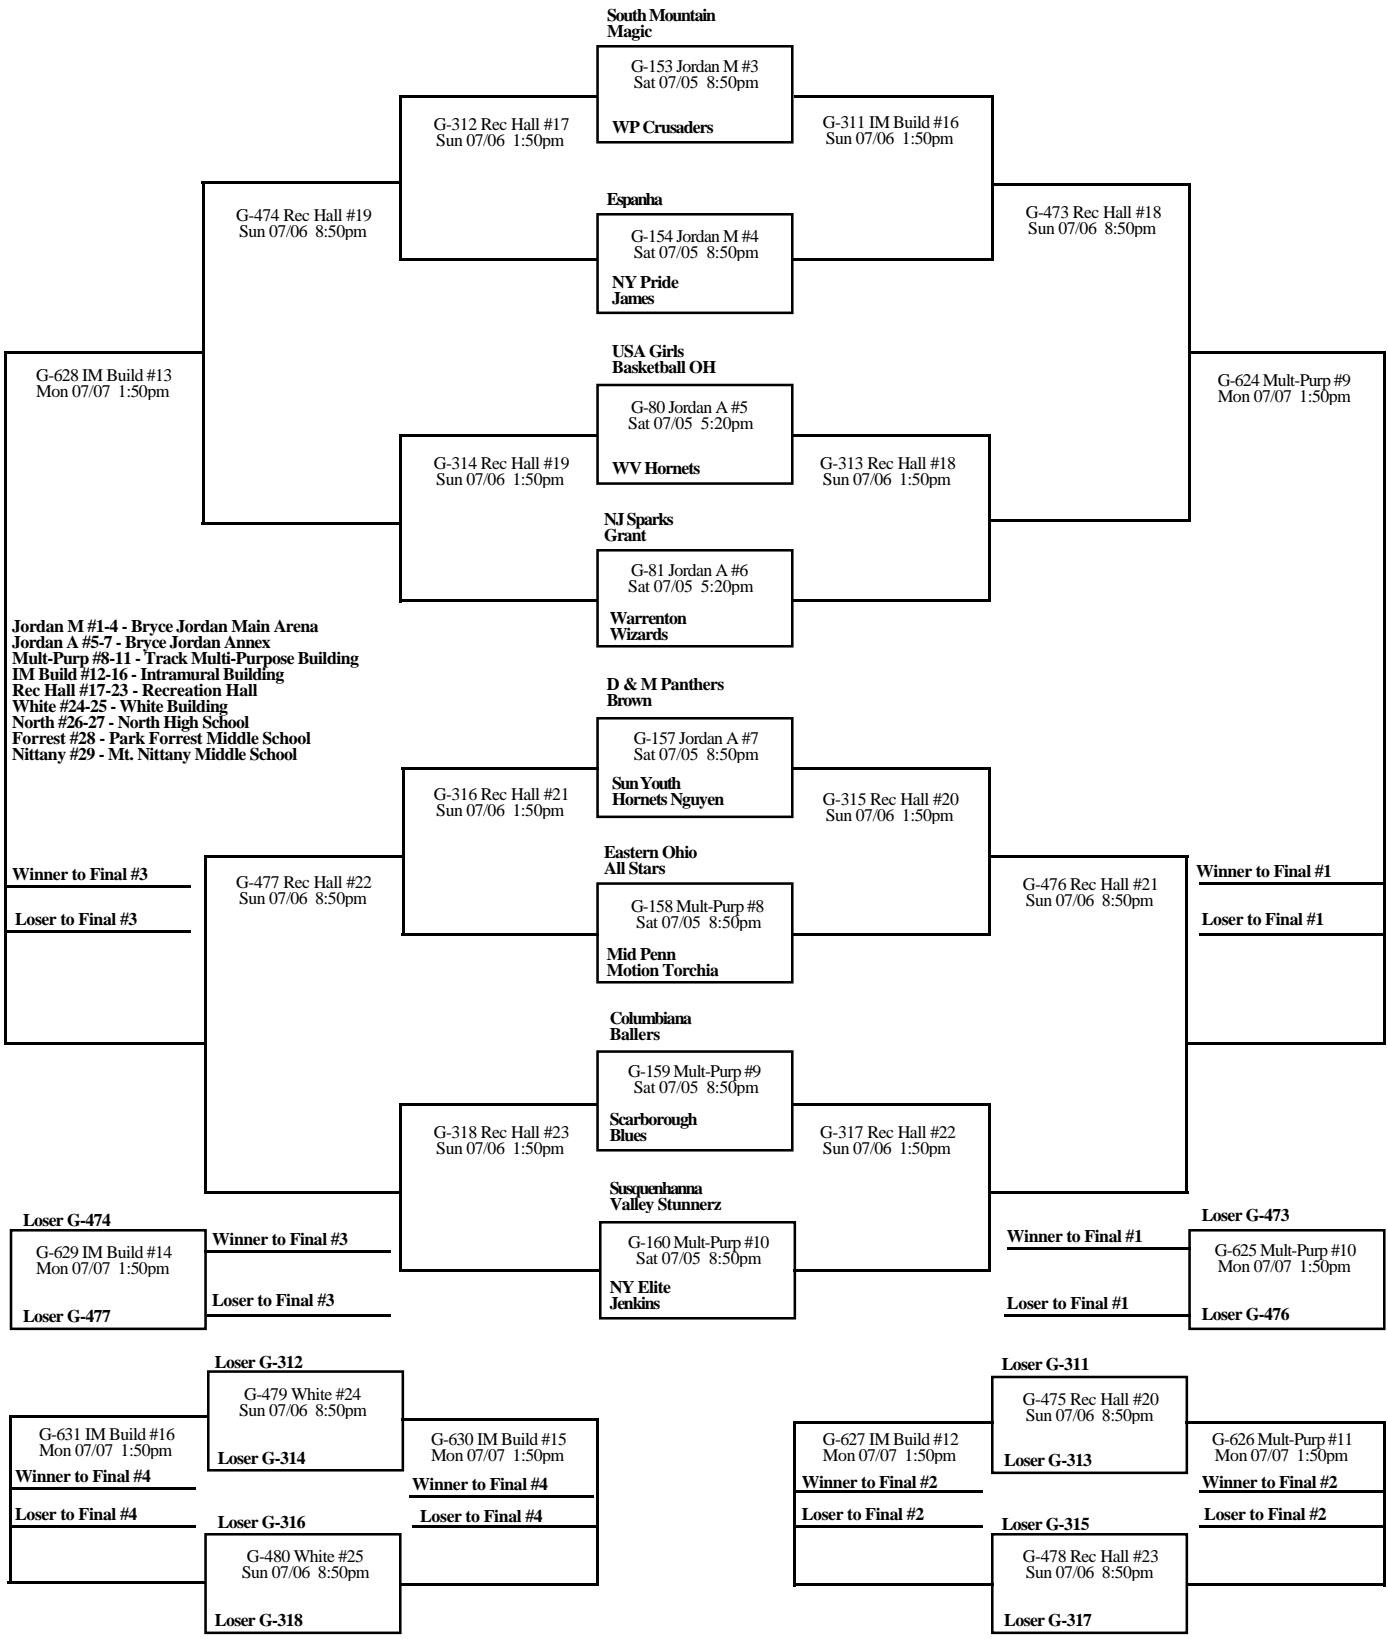 South Mountain
Magic
G-153 Jordan M #3
Sat 07/05 8:50pm
WP Crusaders
G-312 Rec Hall #17
Sun 07/06 1:50pm
G-311 IM Build #16
Sun 07/06 1:50pm
Espanha
G-154 Jordan M #4
Sat 07/05 8:50pm
NY Pride
James
G-474 Rec Hall #19
Sun 07/06 8:50pm
G-473 Rec Hall #18
Sun 07/06 8:50pm
USA Girls
Basketball OH
G-80 Jordan A #5
Sat 07/05 5:20pm
WV Hornets
G-628 IM Build #13
Mon 07/07 1:50pm
G-624 Mult-Purp #9
Mon 07/07 1:50pm
G-314 Rec Hall #19
Sun 07/06 1:50pm
G-313 Rec Hall #18
Sun 07/06 1:50pm
NJ Sparks
Grant
G-81 Jordan A #6
Sat 07/05 5:20pm
Warrenton
Wizards
Jordan M #1-4 - Bryce Jordan Main Arena
Jordan A #5-7 - Bryce Jordan Annex
Mult-Purp #8-11 - Track Multi-Purpose Building
IM Build #12-16 - Intramural Building
Rec Hall #17-23 - Recreation Hall
White #24-25 - White Building
North #26-27 - North High School
Forrest #28 - Park Forrest Middle School
Nittany #29 - Mt. Nittany Middle School
D & M Panthers
Brown
G-157 Jordan A #7
Sat 07/05 8:50pm
Sun Youth
Hornets Nguyen
G-316 Rec Hall #21
Sun 07/06 1:50pm
G-315 Rec Hall #20
Sun 07/06 1:50pm
Eastern Ohio
All Stars
G-158 Mult-Purp #8
Sat 07/05 8:50pm
Mid Penn
Motion Torchia
Winner to Final #3
Loser to Final #3
G-477 Rec Hall #22
Sun 07/06 8:50pm
G-476 Rec Hall #21
Sun 07/06 8:50pm
Winner to Final #1
Loser to Final #1
Columbiana
Ballers
G-159 Mult-Purp #9
Sat 07/05 8:50pm
Scarborough
Blues
G-318 Rec Hall #23
Sun 07/06 1:50pm
G-317 Rec Hall #22
Sun 07/06 1:50pm
Susquenhanna
Valley Stunnerz
G-160 Mult-Purp #10
Sat 07/05 8:50pm
NY Elite
Jenkins
Loser G-474
G-629 IM Build #14
Mon 07/07 1:50pm
Loser G-477
Winner to Final #3
Loser to Final #3
Winner to Final #1
Loser to Final #1
Loser G-473
G-625 Mult-Purp #10
Mon 07/07 1:50pm
Loser G-476
Loser G-312
G-479 White #24
Sun 07/06 8:50pm
Loser G-314
G-631 IM Build #16
Mon 07/07 1:50pm
Winner to Final #4
Loser to Final #4
G-630 IM Build #15
Mon 07/07 1:50pm
Winner to Final #4
Loser to Final #4
Loser G-316
G-480 White #25
Sun 07/06 8:50pm
Loser G-318
Loser G-311
G-475 Rec Hall #20
Sun 07/06 8:50pm
Loser G-313
G-627 IM Build #12
Mon 07/07 1:50pm
Winner to Final #2
Loser to Final #2
G-626 Mult-Purp #11
Mon 07/07 1:50pm
Winner to Final #2
Loser to Final #2
Loser G-315
G-478 Rec Hall #23
Sun 07/06 8:50pm
Loser G-317